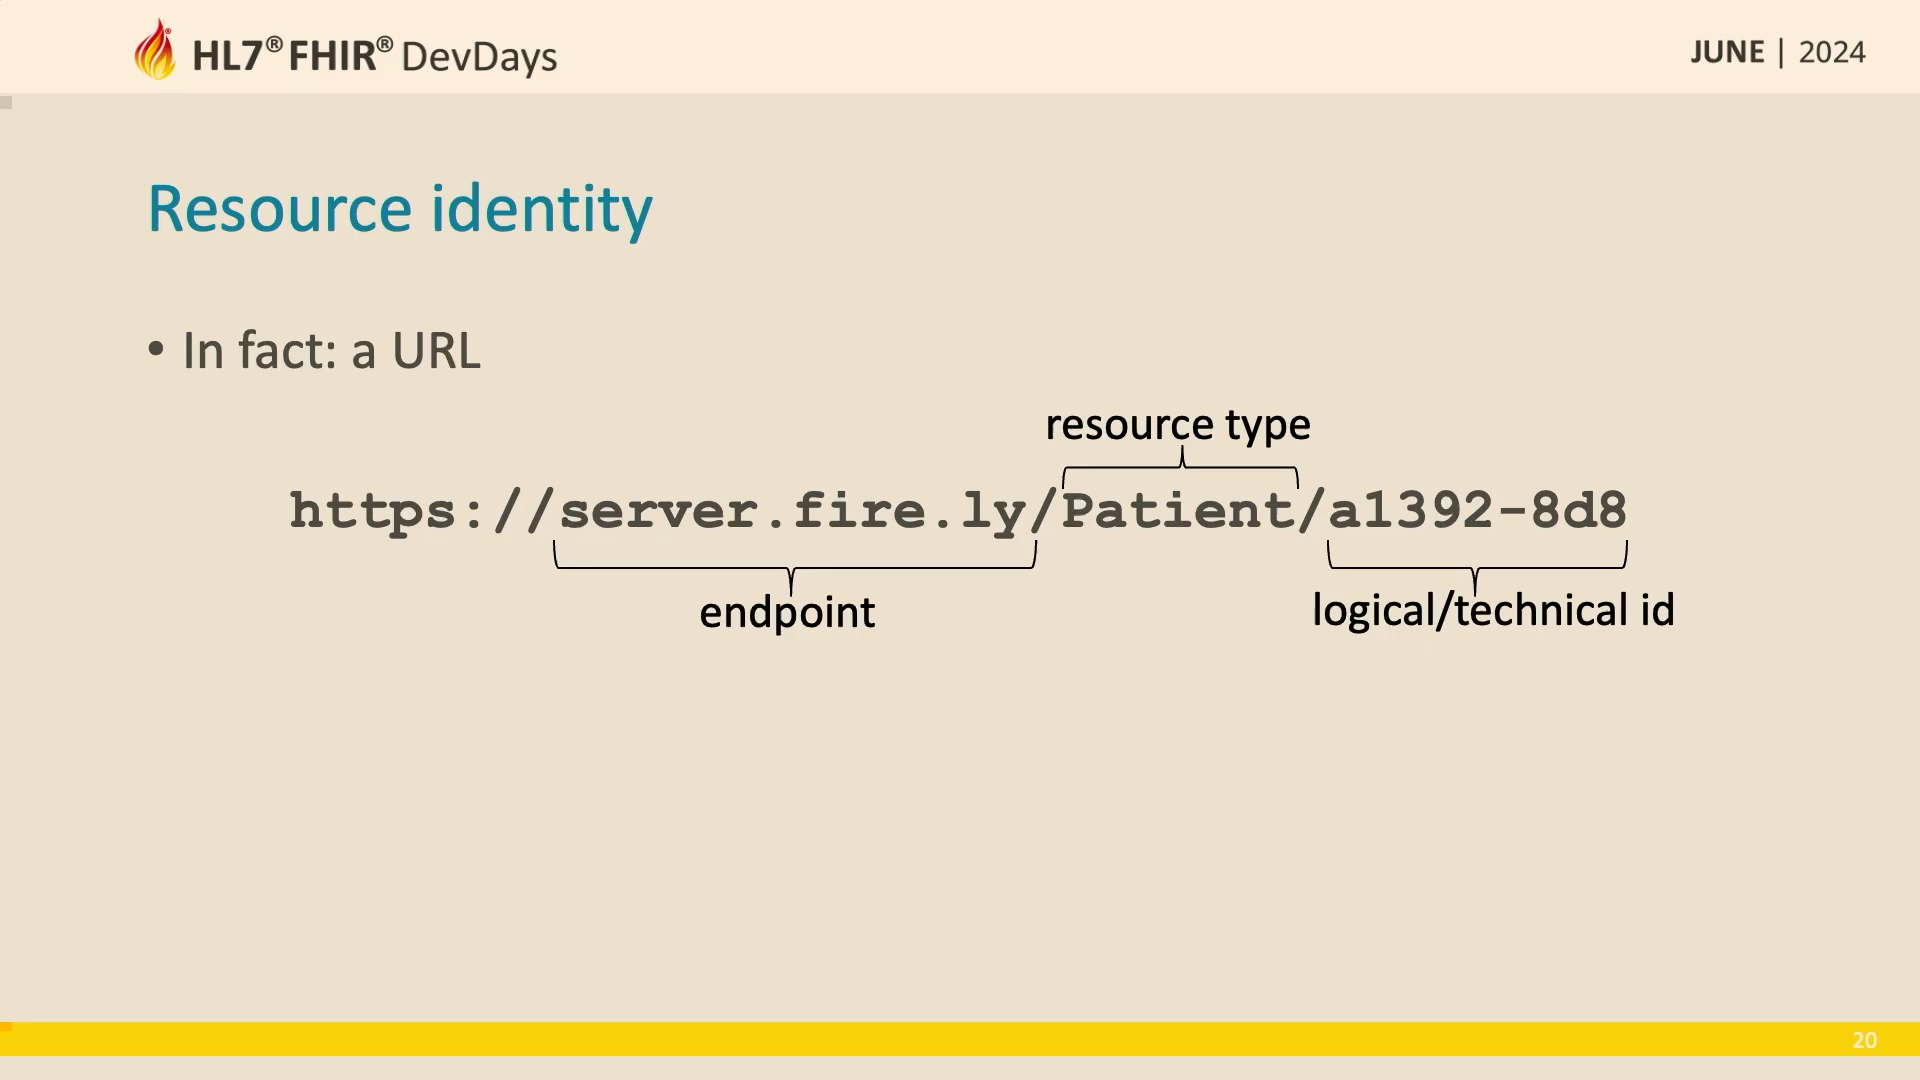 HL7® FHIR® DevDays
JUNE | 2024
Resource identity
• In fact: a URL
resource type
https://server.fire.ly/Patient/a1392-8d8
endpoint
logical/technical id
20